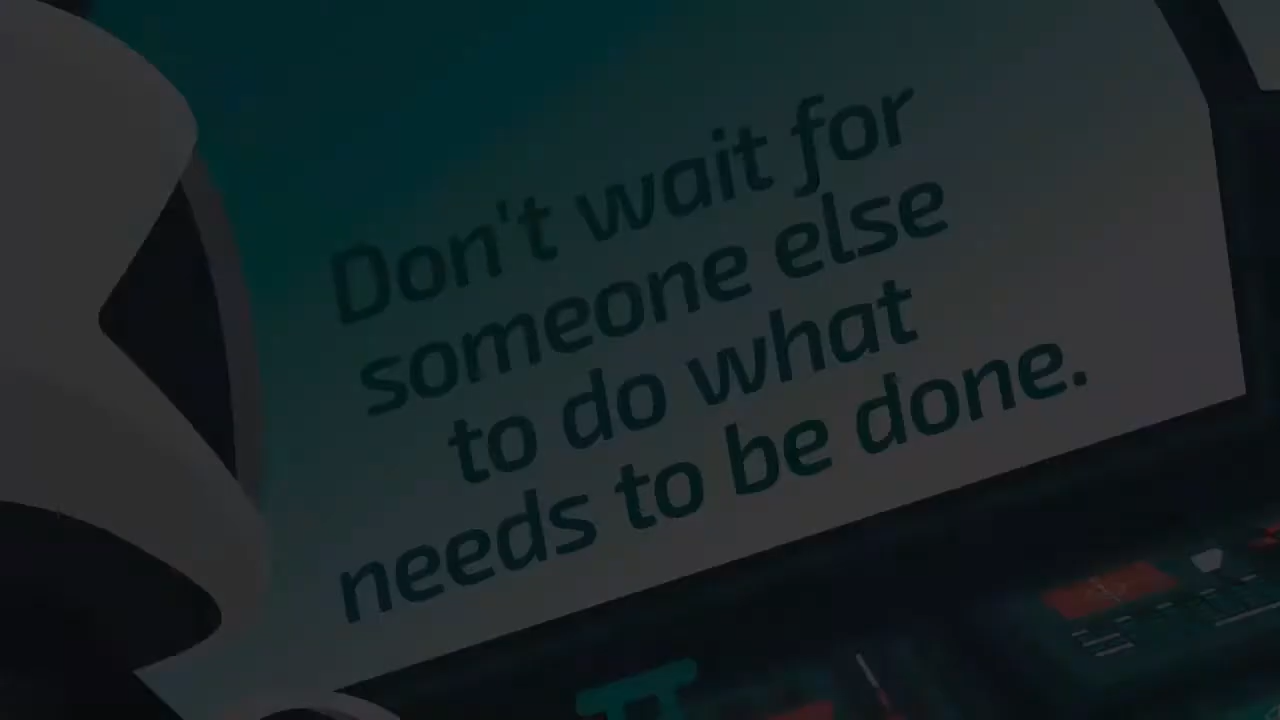 Don't wait for
someone else
to do what
needs to be done.